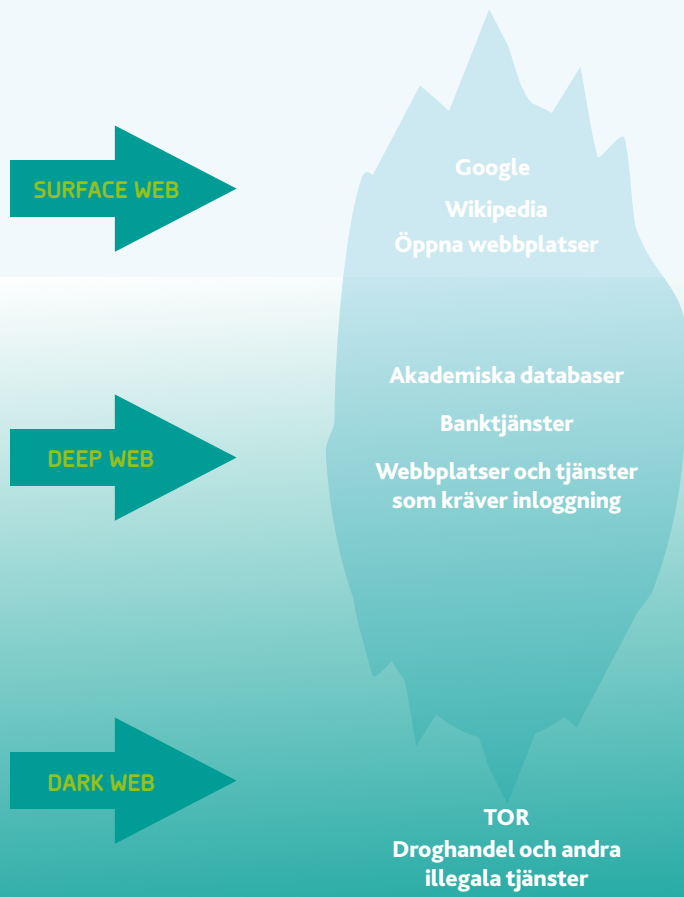 SURFACE WEB
Google
Wikipedia
Öppna webbplatser
DEEP WEB
Akademiska databaser
Banktjänster
Webbplatser och tjänster
som kräver inloggning
DARK WEB
TOR
Droghandel och andra
illegala tjänster